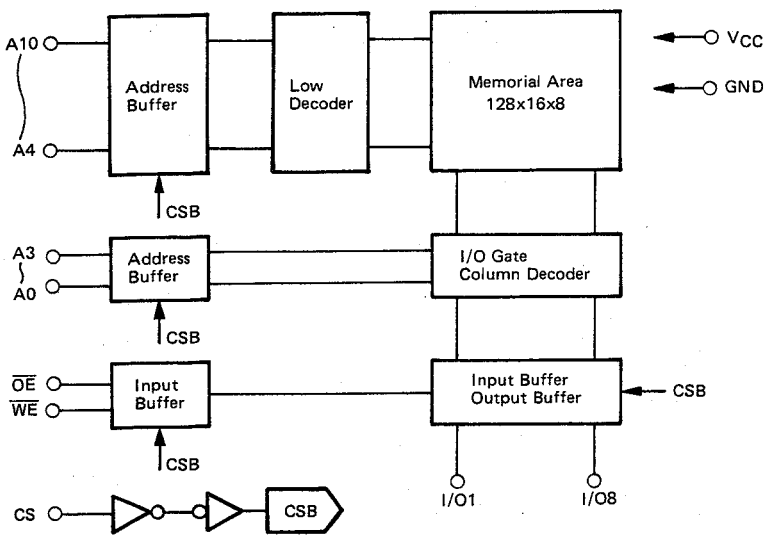 A10
A4
Address
Buffer
Low
Decoder
Memorial Area
128x16x8
VCC
GND
CSB
A3
A0
Address
Buffer
I/O Gate
Column Decoder
CSB
OE
WE
Input
Buffer
Input Buffer
Output Buffer
CSB
CSB
CS
CSB
I/O1
I/O8